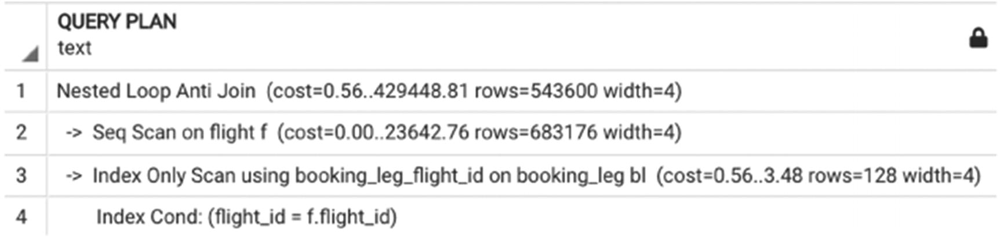 QUERY PLAN
text
1 Nested Loop Anti Join (cost=0.56..429448.81 rows=543600 width=4)
2 -> Seq Scan on flight f (cost=0.00..23642.76 rows=683176 width=4)
3 -> Index Only Scan using booking_leg_flight_id on booking_leg bl (cost=0.56..3.48 rows=128 width=4)
4 Index Cond: (flight_id = f.flight_id)